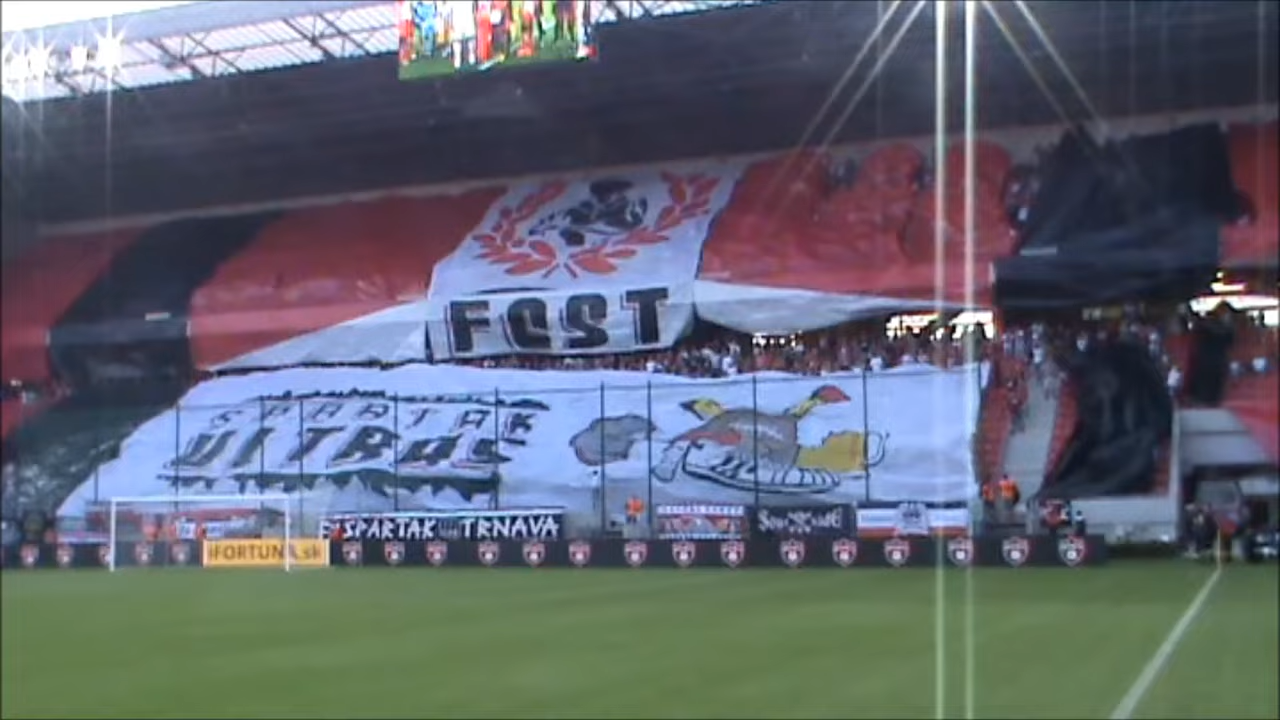 FCST
SPARTAK
ULTRAS
SPARTAK TRNAVA
iFORTUNA.sk